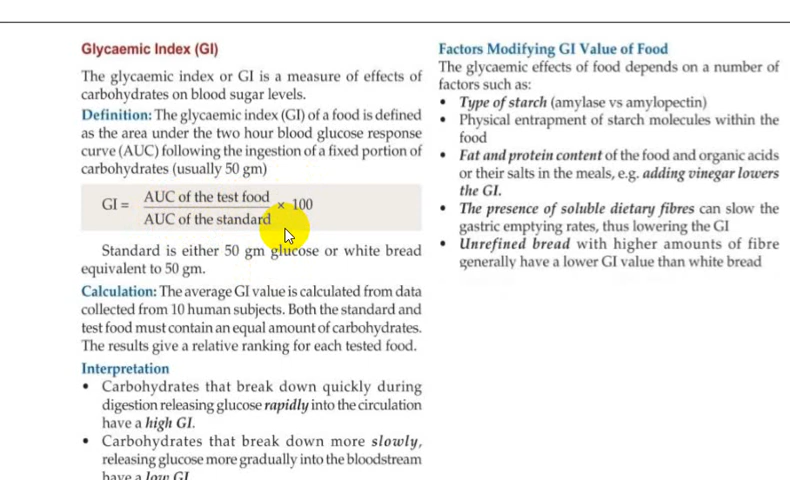 Glycaemic Index (GI)
The glycaemic index or GI is a measure of effects of
carbohydrates on blood sugar levels.
Definition: The glycaemic index (GI) of a food is defined
as the area under the two hour blood glucose response
curve (AUC) following the ingestion of a fixed portion of
carbohydrates (usually 50 gm)
GI = AUC of the test food / AUC of the standard × 100
Standard is either 50 gm glucose or white bread
equivalent to 50 gm.
Calculation: The average GI value is calculated from data
collected from 10 human subjects. Both the standard and
test food must contain an equal amount of carbohydrates.
The results give a relative ranking for each tested food.
Interpretation
• Carbohydrates that break down quickly during
digestion releasing glucose rapidly into the circulation
have a high GI.
• Carbohydrates that break down more slowly,
releasing glucose more gradually into the bloodstream
have a low GI
Factors Modifying GI Value of Food
The glycaemic effects of food depends on a number of
factors such as:
• Type of starch (amylase vs amylopectin)
• Physical entrapment of starch molecules within the
food
• Fat and protein content of the food and organic acids
or their salts in the meals, e.g. adding vinegar lowers
the GI.
• The presence of soluble dietary fibres can slow the
gastric emptying rates, thus lowering the GI
• Unrefined bread with higher amounts of fibre
generally have a lower GI value than white bread